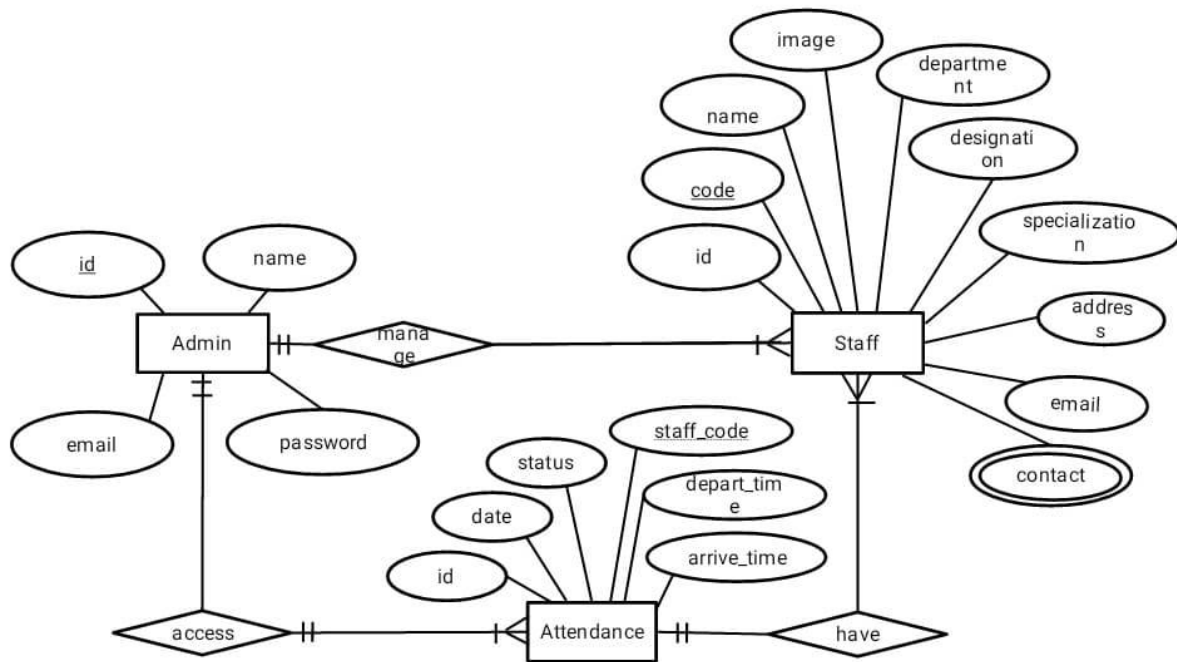 image
departme
nt
name
designati
on
code
specializatio
n
id
name
id
addres
s
Admin
mana
ge
Staff
email
email
password
staff_code
contact
status
depart_tim
e
date
arrive_time
id
access
Attendance
have